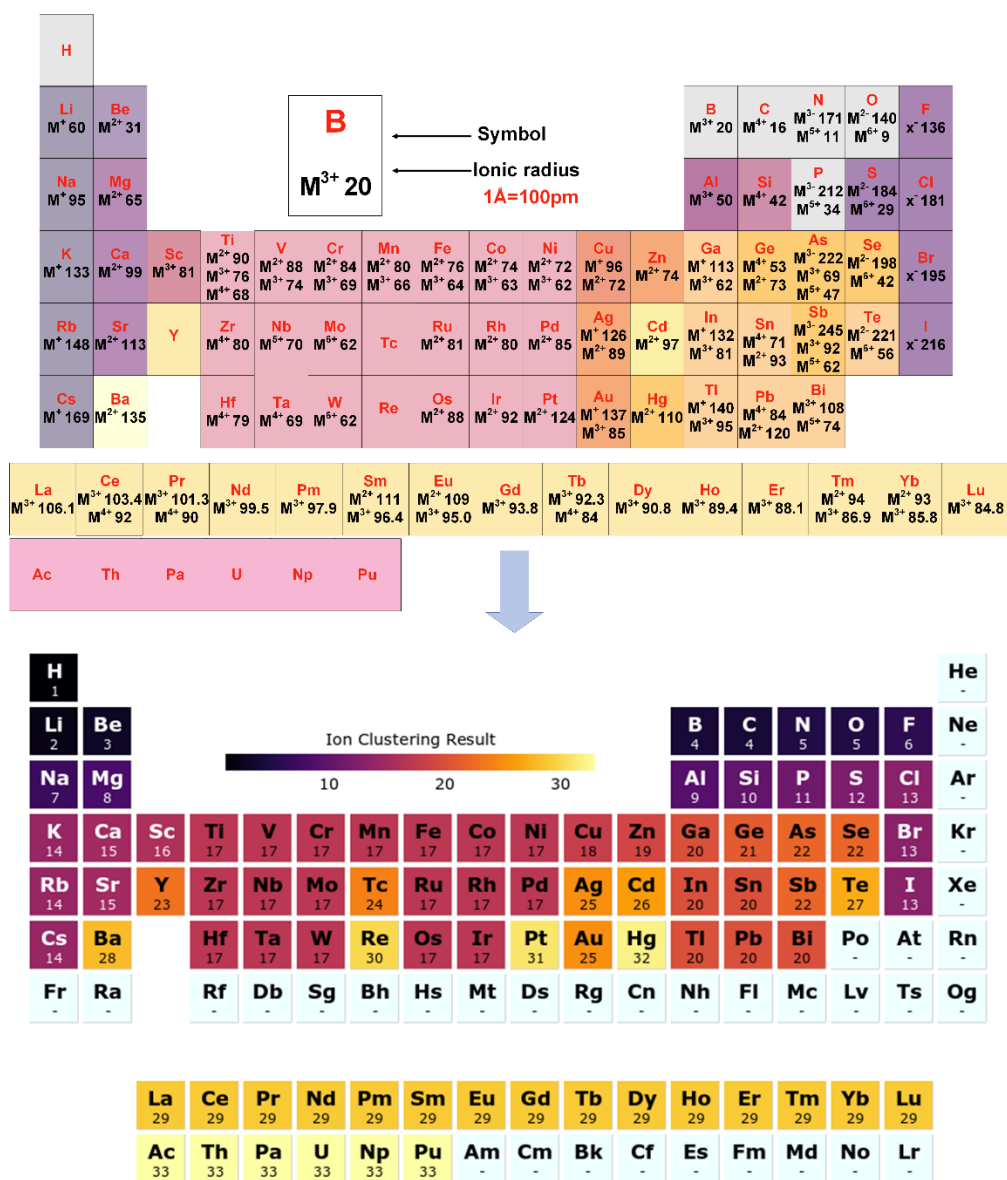 H
Li Be B C N O F
M⁺ 60 M²⁺ 31 M³⁺ 20 M⁴⁺ 16 M³⁻ 171 M⁵⁺ 11 M²⁻ 140 M⁶⁺ 9 x⁻ 136
B
M³⁺ 20
Symbol
Ionic radius
1Å=100pm
Na Mg Al Si P S Cl
M⁺ 95 M²⁺ 65 M³⁺ 50 M⁴⁺ 42 M³⁻ 212 M⁵⁺ 34 M²⁻ 184 M⁶⁺ 29 x⁻ 181
K Ca Sc Ti V Cr Mn Fe Co Ni Cu Zn Ga Ge As Se Br
M⁺ 133 M²⁺ 99 M³⁺ 81 M²⁺ 90 M³⁺ 76 M⁴⁺ 68 M²⁺ 88 M³⁺ 74 M²⁺ 84 M³⁺ 69 M²⁺ 80 M³⁺ 66 M²⁺ 76 M³⁺ 64 M²⁺ 74 M³⁺ 63 M²⁺ 72 M³⁺ 62 M⁺ 96 M²⁺ 72 M²⁺ 74 M⁺ 113 M³⁺ 62 M⁴⁺ 53 M²⁺ 73 M³⁻ 222 M³⁺ 69 M⁵⁺ 47 M²⁻ 198 M⁶⁺ 42 x⁻ 195
Rb Sr Y Zr Nb Mo Tc Ru Rh Pd Ag Cd In Sn Sb Te I
M⁺ 148 M²⁺ 113 M⁴⁺ 80 M⁵⁺ 70 M⁶⁺ 62 M²⁺ 81 M²⁺ 80 M²⁺ 85 M⁺ 126 M²⁺ 89 M²⁺ 97 M⁺ 132 M³⁺ 81 M⁴⁺ 71 M²⁺ 93 M³⁻ 245 M³⁺ 92 M⁵⁺ 62 M²⁻ 221 M⁶⁺ 56 x⁻ 216
Cs Ba Hf Ta W Re Os Ir Pt Au Hg Tl Pb Bi
M⁺ 169 M²⁺ 135 M⁴⁺ 79 M⁴⁺ 69 M⁶⁺ 62 M²⁺ 88 M²⁺ 92 M²⁺ 124 M⁺ 137 M³⁺ 85 M²⁺ 110 M⁺ 140 M³⁺ 95 M⁴⁺ 84 M²⁺ 120 M³⁺ 108 M⁵⁺ 74
La Ce Pr Nd Pm Sm Eu Gd Tb Dy Ho Er Tm Yb Lu
M³⁺ 106.1 M³⁺ 103.4 M⁴⁺ 92 M³⁺ 101.3 M⁴⁺ 90 M³⁺ 99.5 M³⁺ 97.9 M²⁺ 111 M³⁺ 96.4 M²⁺ 109 M³⁺ 95.0 M³⁺ 93.8 M³⁺ 92.3 M⁴⁺ 84 M³⁺ 90.8 M³⁺ 89.4 M³⁺ 88.1 M²⁺ 94 M³⁺ 86.9 M²⁺ 93 M³⁺ 85.8 M³⁺ 84.8
Ac Th Pa U Np Pu
H He
1 -
Li Be B C N O F Ne
2 3 4 4 5 5 6 -
Ion Clustering Result
10 20 30
Na Mg Al Si P S Cl Ar
7 8 9 10 11 12 13 -
K Ca Sc Ti V Cr Mn Fe Co Ni Cu Zn Ga Ge As Se Br Kr
14 15 16 17 17 17 17 17 17 17 18 19 20 21 22 22 13 -
Rb Sr Y Zr Nb Mo Tc Ru Rh Pd Ag Cd In Sn Sb Te I Xe
14 15 23 17 17 17 24 17 17 17 25 26 20 20 22 27 13 -
Cs Ba Hf Ta W Re Os Ir Pt Au Hg Tl Pb Bi Po At Rn
14 28 17 17 17 30 17 17 31 25 32 20 20 20 - - -
Fr Ra Rf Db Sg Bh Hs Mt Ds Rg Cn Nh Fl Mc Lv Ts Og
- - - - - - - - - - - - - - - - -
La Ce Pr Nd Pm Sm Eu Gd Tb Dy Ho Er Tm Yb Lu
29 29 29 29 29 29 29 29 29 29 29 29 29 29 29
Ac Th Pa U Np Pu Am Cm Bk Cf Es Fm Md No Lr
33 33 33 33 33 33 - - - - - - - - -